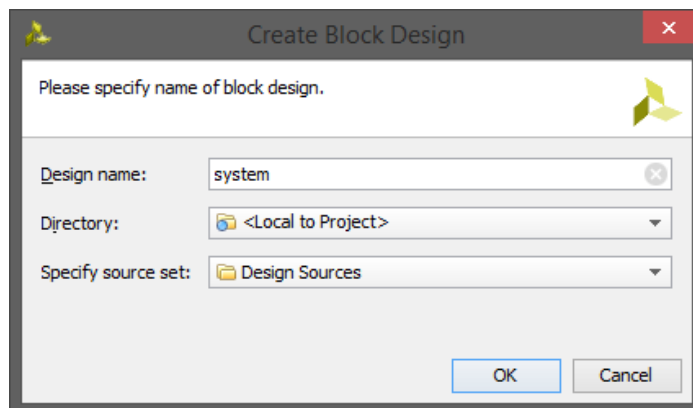 Create Block Design
Please specify name of block design.
Design name: system
Directory: <Local to Project>
Specify source set: Design Sources
OK Cancel